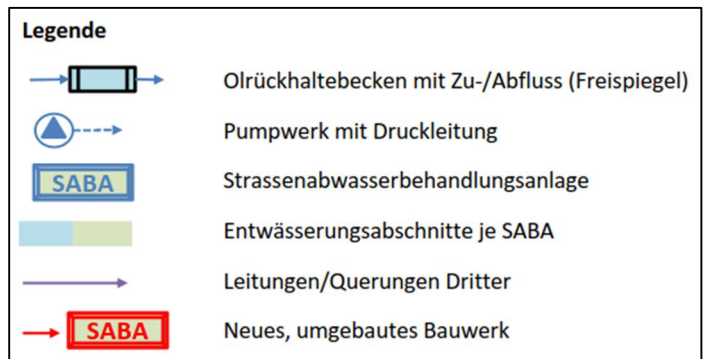 Legende
Olrückhaltebecken mit Zu-/Abfluss (Freispiegel)
Pumpwerk mit Druckleitung
SABA Strassenabwasserbehandlungsanlage
Entwässerungsabschnitte je SABA
Leitungen/Querungen Dritter
SABA Neues, umgebautes Bauwerk